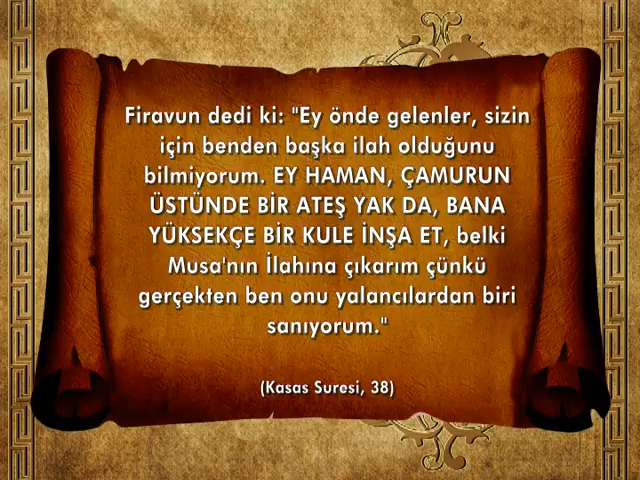 Firavun dedi ki: "Ey önde gelenler, sizin
için benden başka ilah olduğunu
bilmiyorum. EY HAMAN, ÇAMURUN
ÜSTÜNDE BİR ATEŞ YAK DA, BANA
YÜKSEKÇE BİR KULE İNŞA ET, belki
Musa'nın İlahına çıkarım çünkü
gerçekten ben onu yalancılardan biri
sanıyorum."
(Kasas Suresi, 38)